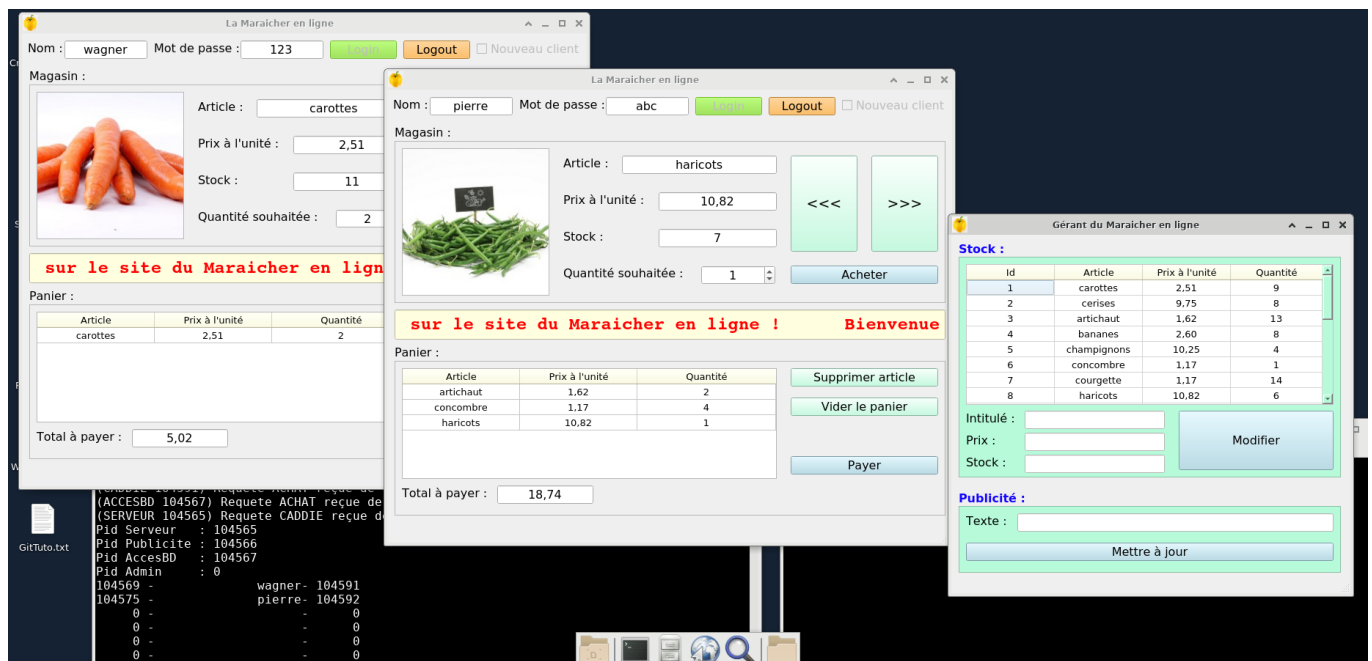 La Maraicher en ligne
Nom : wagner Mot de passe : 123 Login Logout Nouveau client
Magasin :
Article : carottes
Prix à l'unité : 2,51
Stock : 11
Quantité souhaitée : 2
sur le site du Maraicher en lign
Panier :
Article Prix à l'unité Quantité
carottes 2,51 2
Total à payer : 5,02
La Maraicher en ligne
Nom : pierre Mot de passe : abc Login Logout Nouveau client
Magasin :
Article : haricots
Prix à l'unité : 10,82
Stock : 7
Quantité souhaitée : 1
<<< >>>
Acheter
sur le site du Maraicher en ligne ! Bienvenue
Panier :
Article Prix à l'unité Quantité
artichaut 1,62 2
concombre 1,17 4
haricots 10,82 1
Supprimer article
Vider le panier
Payer
Total à payer : 18,74
Gérant du Maraicher en ligne
Stock :
Id Article Prix à l'unité Quantité
1 carottes 2,51 9
2 cerises 9,75 8
3 artichaut 1,62 13
4 bananes 2,60 8
5 champignons 10,25 4
6 concombre 1,17 1
7 courgette 1,17 14
8 haricots 10,82 6
Intitulé :
Prix :
Stock :
Modifier
Publicité :
Texte :
Mettre à jour
GitTuto.txt
(ACCESBD 104567) Requete ACHAT reçue de
(SERVEUR 104565) Requete CADDIE reçue d
Pid Serveur : 104565
Pid Publicite : 104566
Pid AccesBD : 104567
Pid Admin : 0
104569 - wagner- 104591
104575 - pierre- 104592
0 - - 0
0 - - 0
0 - - 0
0 - - 0